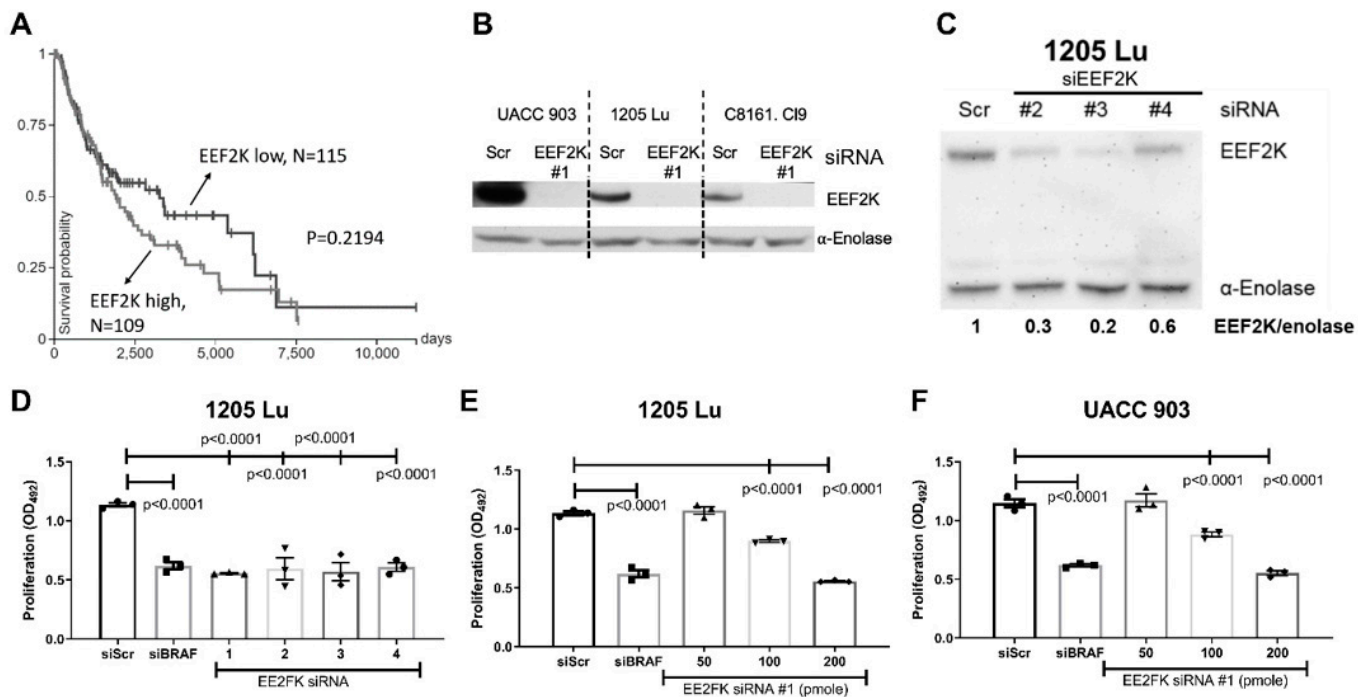 A
1
0.75
0.5
0.25
0
Survival probability
EEF2K low, N=115
P=0.2194
EEF2K high,
N=109
0
2,500
5,000
7,500
10,000
days
B
UACC 903
1205 Lu
C8161. Cl9
Scr
EEF2K
#1
Scr
EEF2K
#1
Scr
EEF2K
#1
siRNA
EEF2K
α-Enolase
C
1205 Lu
siEEF2K
Scr
#2
#3
#4
siRNA
EEF2K
α-Enolase
1
0.3
0.2
0.6
EEF2K/enolase
D
1205 Lu
p<0.0001
p<0.0001
p<0.0001
p<0.0001
p<0.0001
Proliferation (OD492)
1.5
1.0
0.5
0.0
siScr
siBRAF
1
2
3
4
EE2FK siRNA
E
1205 Lu
p<0.0001
p<0.0001
p<0.0001
Proliferation (OD492)
1.5
1.0
0.5
0.0
siScr
siBRAF
50
100
200
EE2FK siRNA #1 (pmole)
F
UACC 903
p<0.0001
p<0.0001
p<0.0001
Proliferation (OD492)
1.5
1.0
0.5
0.0
siScr
siBRAF
50
100
200
EE2FK siRNA #1 (pmole)